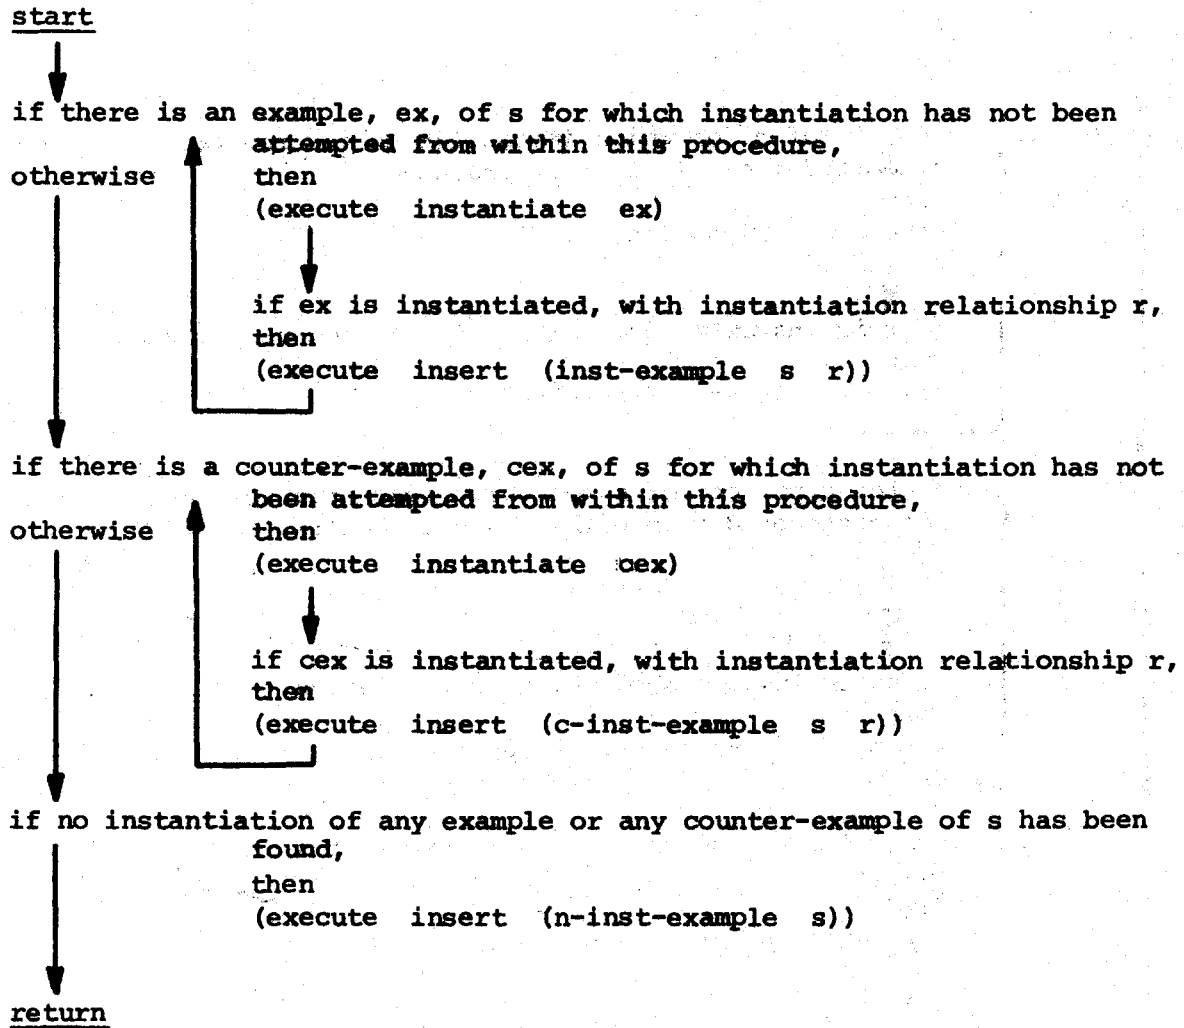 start
if there is an example, ex, of s for which instantiation has not been
attempted from within this procedure,
otherwise then
(execute instantiate ex)
if ex is instantiated, with instantiation relationship r,
then
(execute insert (inst-example s r))
if there is a counter-example, cex, of s for which instantiation has not
been attempted from within this procedure,
otherwise then
(execute instantiate cex)
if cex is instantiated, with instantiation relationship r,
then
(execute insert (c-inst-example s r))
if no instantiation of any example or any counter-example of s has been
found,
then
(execute insert (n-inst-example s))
return